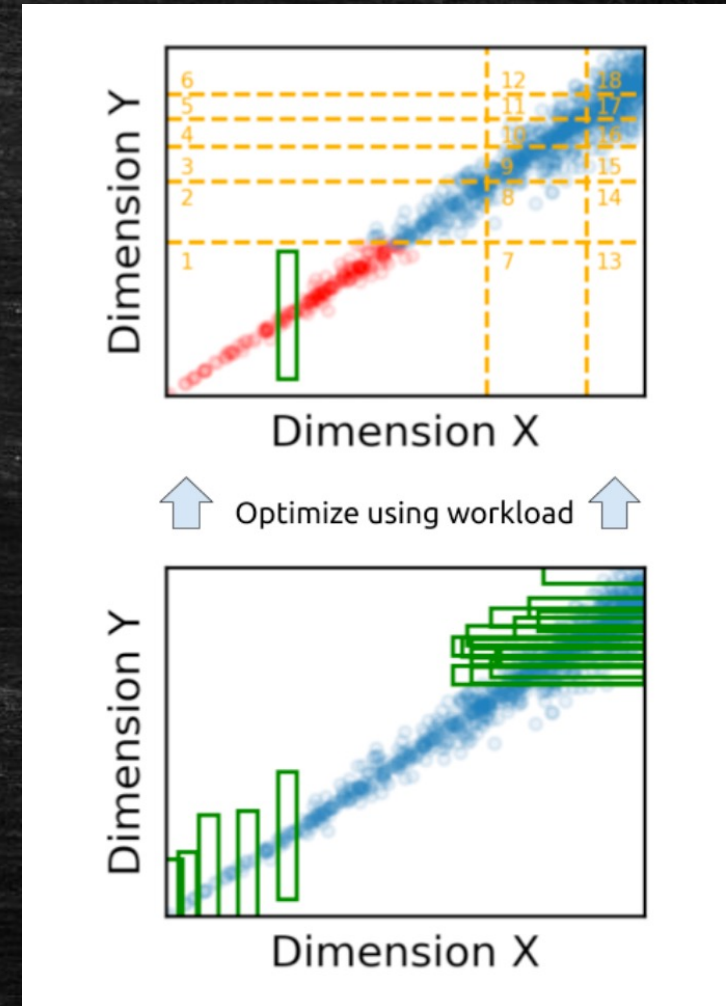 Dimension Y
6 12 18
5 11 17
4 10 16
3 9 15
2 8 14
1 7 13
Dimension X
Optimize using workload
Dimension Y
Dimension X